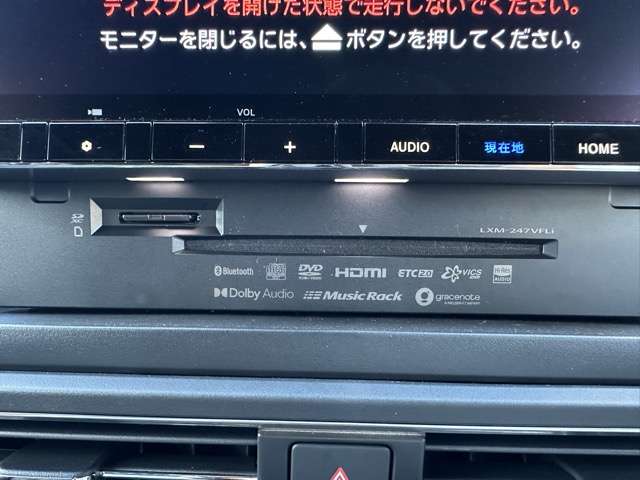 ディスプレイを開けた状態で走行しないでください。
モニターを閉じるには、⏏ボタンを押してください。
VOL
− + AUDIO 現在地 HOME
LXM-247VFLi
Bluetooth DVD HDMI ETC2.0 VICS Hi-Res AUDIO
Dolby Audio Music Rack gracenote